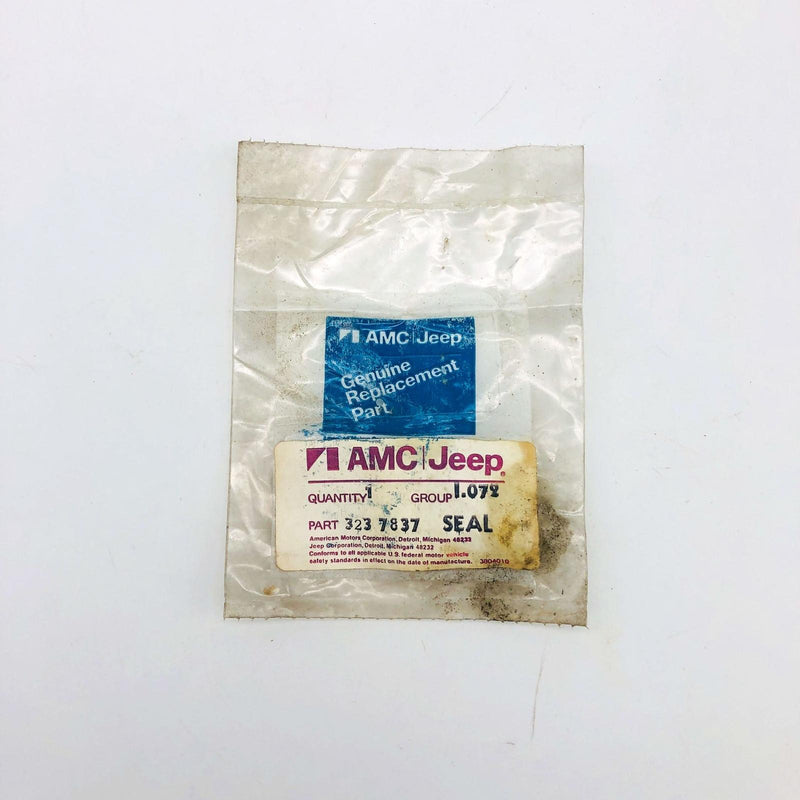 AMC Jeep
Genuine
Replacement
Part
AMC Jeep
QUANTITY 1 GROUP 1.072
PART 323 7837 SEAL
American Motors Corporation, Detroit, Michigan 48232
Jeep Corporation, Detroit, Michigan 48232
Conforms to all applicable U.S. federal motor vehicle
safety standards in effect on the date of manufacture. 3804010